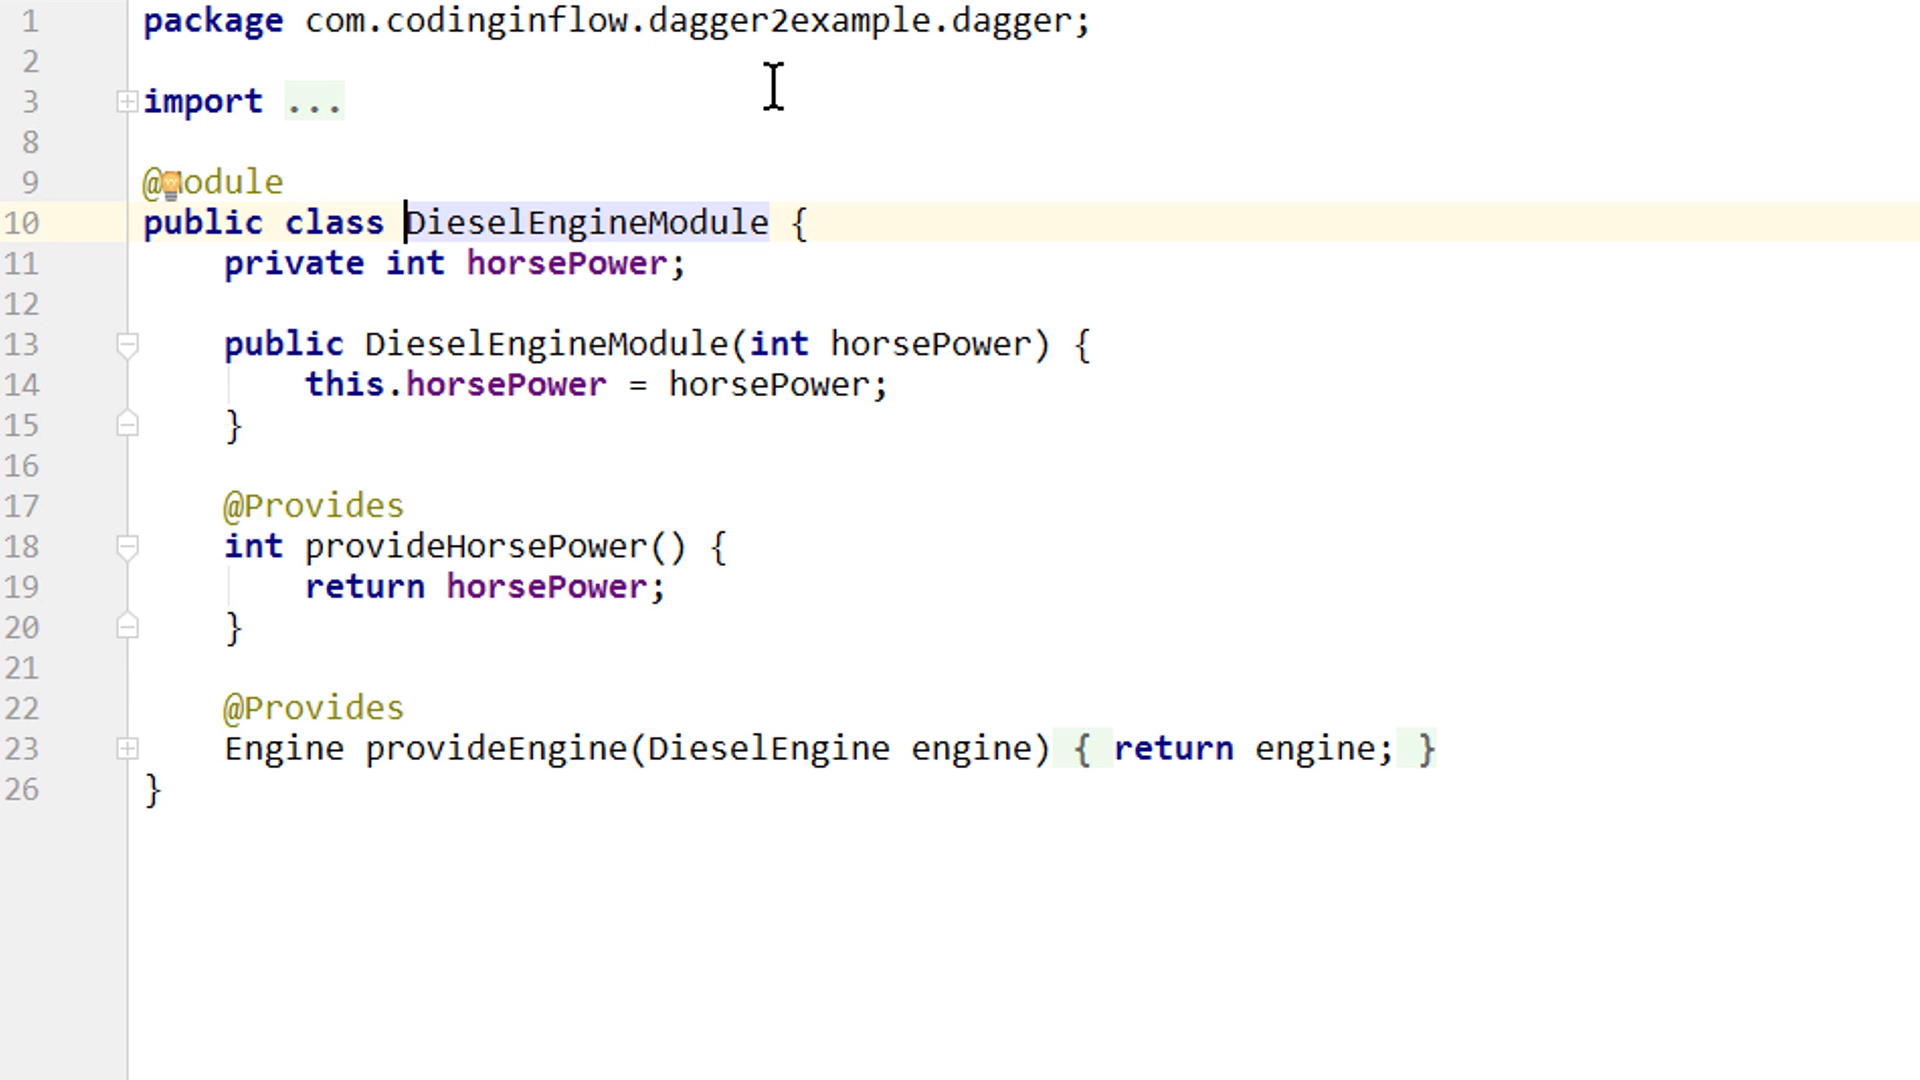 1 package com.codinginflow.dagger2example.dagger;
2
3 import ...
8
9 @Module
10 public class DieselEngineModule {
11 private int horsePower;
12
13 public DieselEngineModule(int horsePower) {
14 this.horsePower = horsePower;
15 }
16
17 @Provides
18 int provideHorsePower() {
19 return horsePower;
20 }
21
22 @Provides
23 Engine provideEngine(DieselEngine engine) { return engine; }
26 }